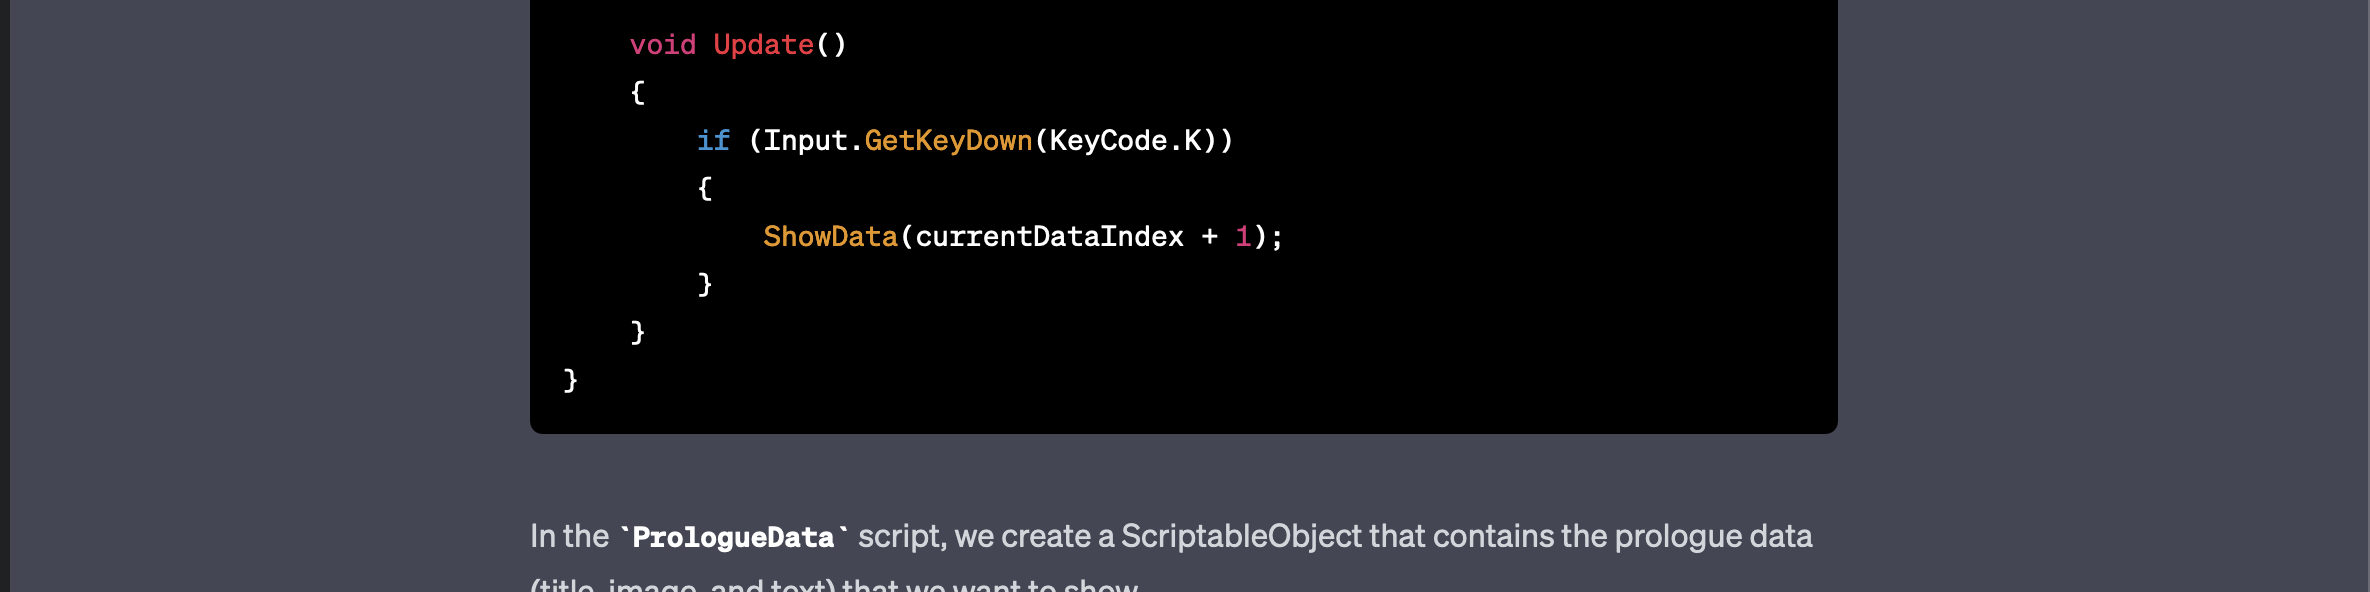 void Update()
{
if (Input.GetKeyDown(KeyCode.K))
{
ShowData(currentDataIndex + 1);
}
}
}
In the `PrologueData` script, we create a ScriptableObject that contains the prologue data
(title, image, and text) that we want to show.